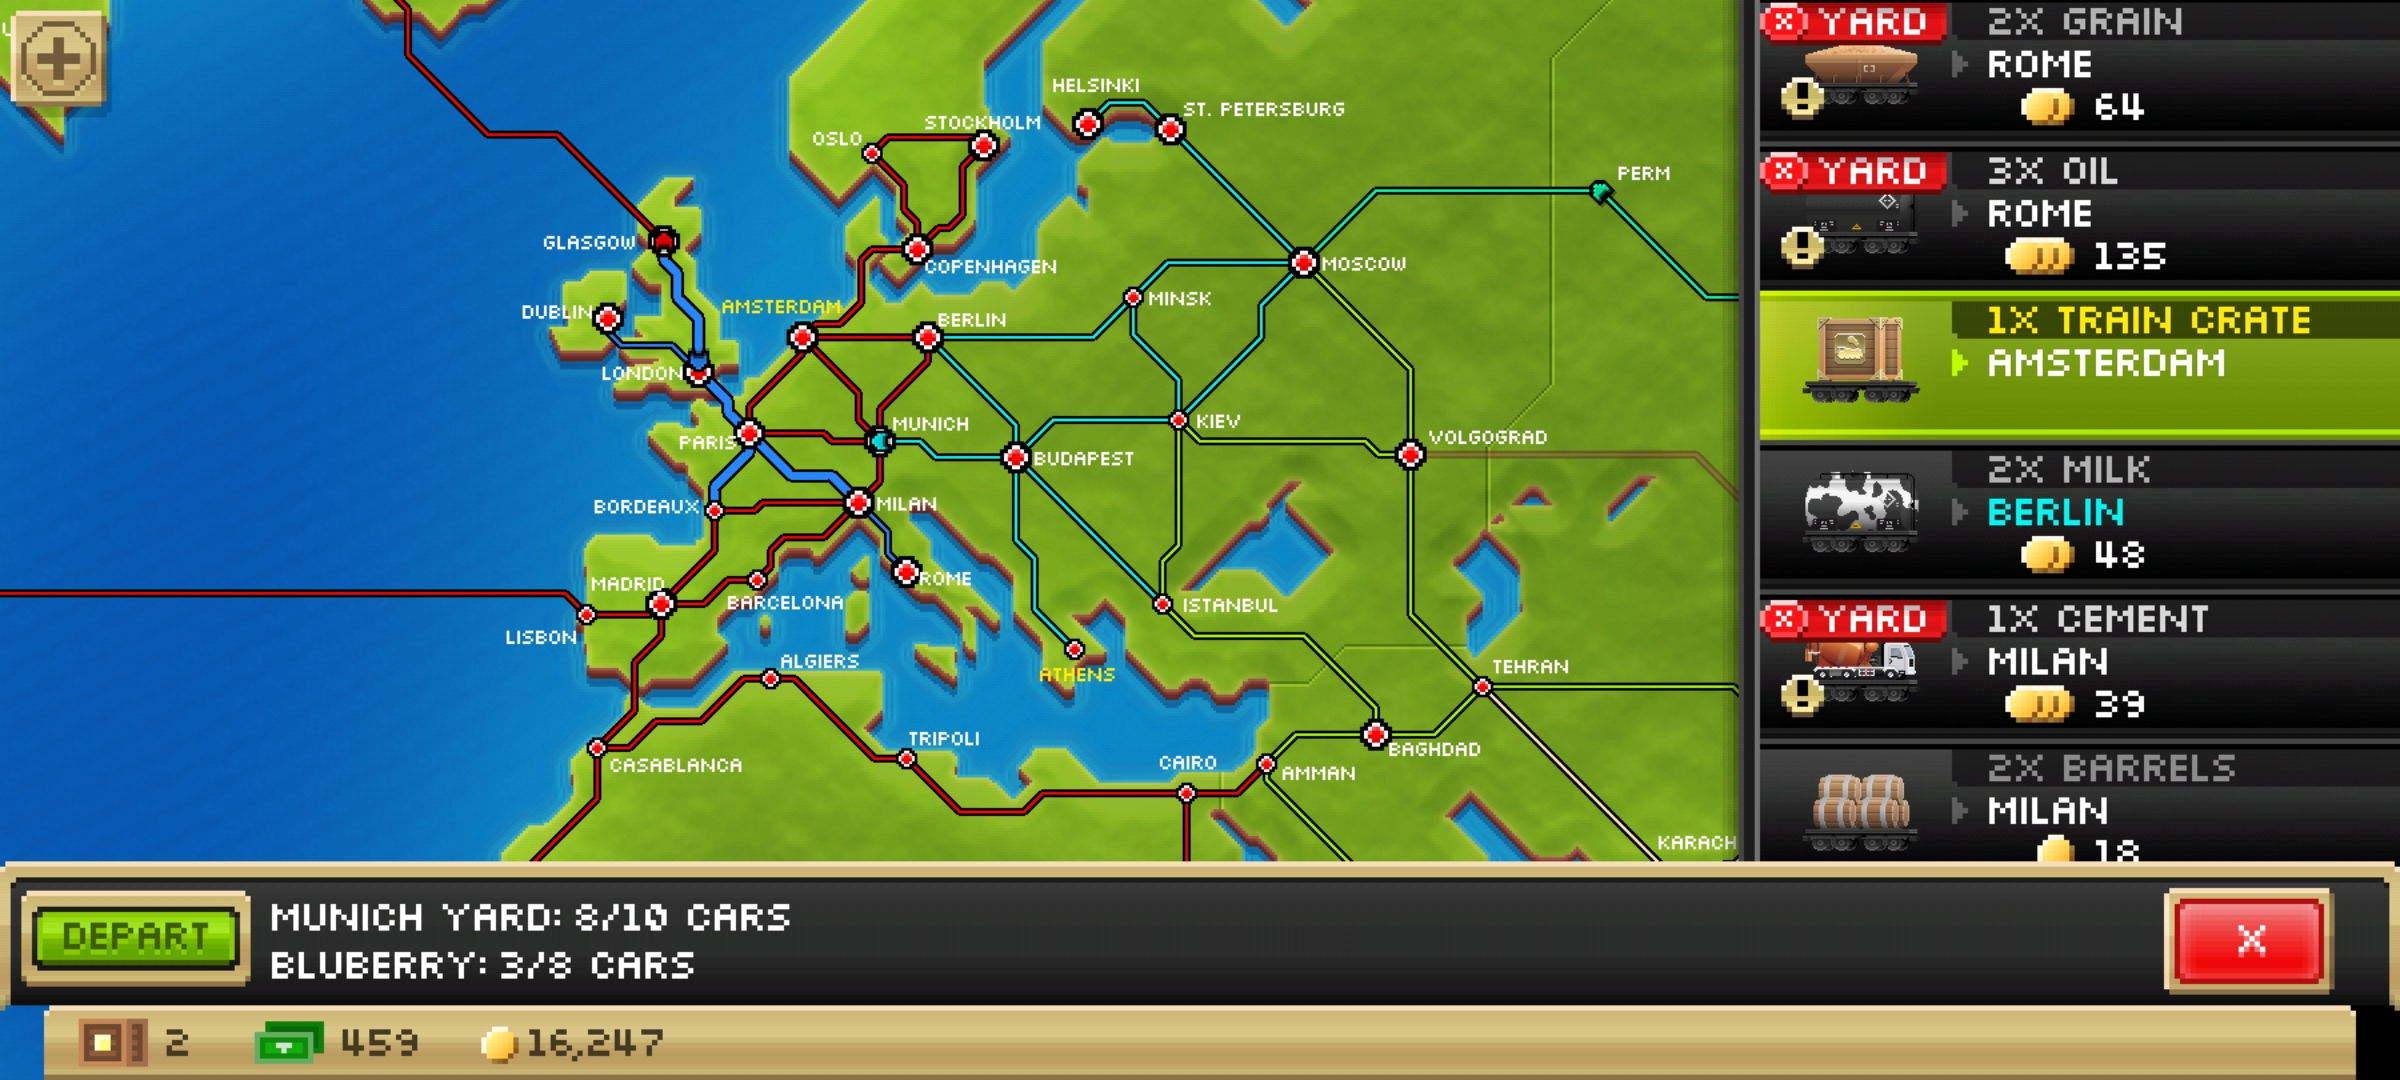 HELSINKI
ST. PETERSBURG
STOCKHOLM
OSLO
PERM
GLASGOW
COPENHAGEN
MOSCOW
DUBLIN
AMSTERDAM
BERLIN
MINSK
LONDON
PARIS
MUNICH
KIEV
VOLGOGRAD
BUDAPEST
BORDEAUX
MILAN
MADRID
ROME
BARCELONA
ISTANBUL
LISBON
ALGIERS
ATHENS
TEHRAN
TRIPOLI
CAIRO
BAGHDAD
CASABLANCA
AMMAN
KARACH
YARD 2X GRAIN
ROME
64
YARD 3X OIL
ROME
135
1X TRAIN CRATE
AMSTERDAM
2X MILK
BERLIN
48
YARD 1X CEMENT
MILAN
39
2X BARRELS
MILAN
18
DEPART
MUNICH YARD: 8/10 CARS
BLUBERRY: 3/8 CARS
X
2 459 16,247